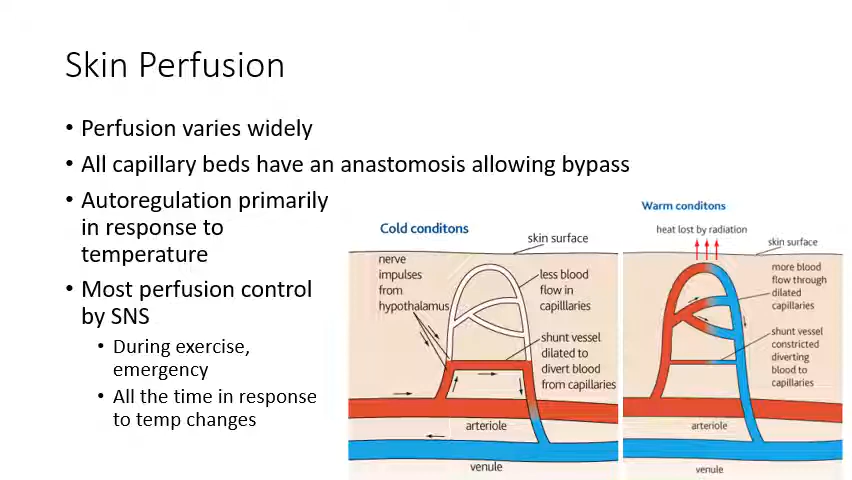 Skin Perfusion
• Perfusion varies widely
• All capillary beds have an anastomosis allowing bypass
• Autoregulation primarily
in response to
temperature
• Most perfusion control
by SNS
• During exercise,
emergency
• All the time in response
to temp changes
Cold conditons
skin surface
nerve
impulses
from
hypothalamus
less blood
flow in
capilllaries
shunt vessel
dilated to
divert blood
from capillaries
arteriole
venule
Warm conditons
heat lost by radiation
skin surface
more blood
flow through
dilated
capillaries
shunt vessel
constricted
diverting
blood to
capillaries
arteriole
venule